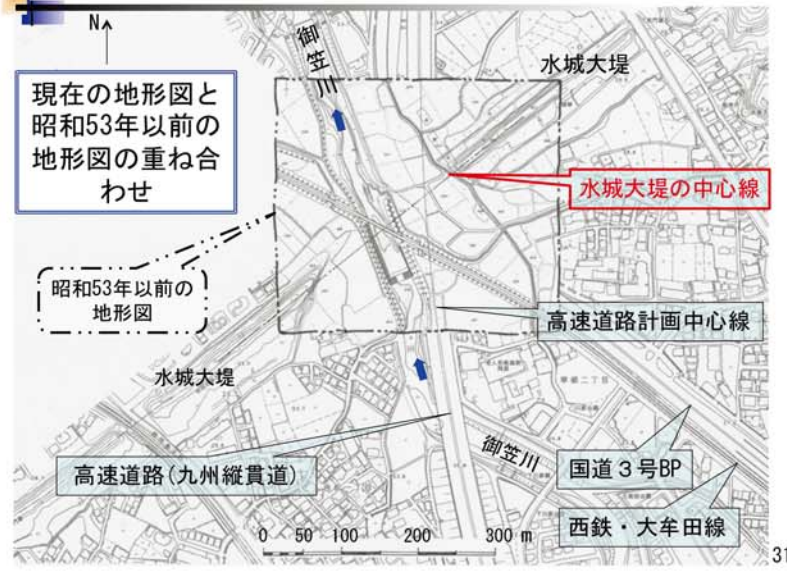 N
御笠川
水城大堤
現在の地形図と
昭和53年以前の
地形図の重ね合
わせ
水城大堤の中心線
昭和53年以前の
地形図
高速道路計画中心線
水城大堤
御笠川
高速道路(九州縦貫道)
国道３号BP
西鉄・大牟田線
0 50 100 200 300 m
31